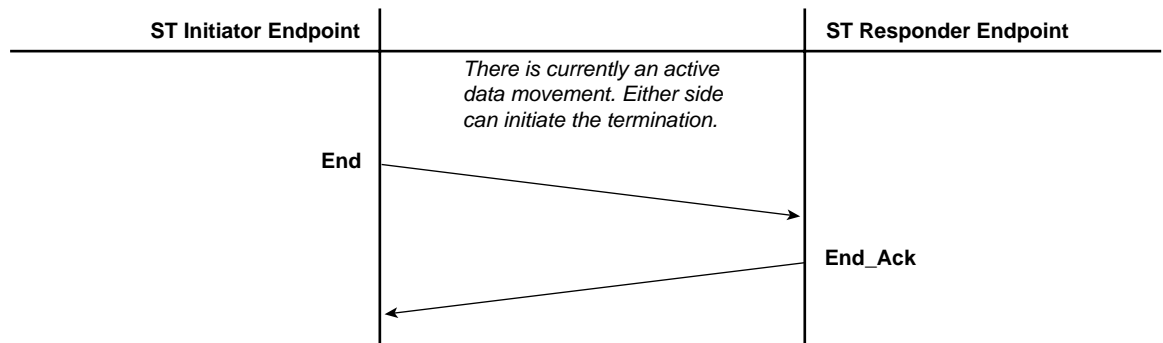 ST Initiator Endpoint
ST Responder Endpoint
There is currently an active
data movement. Either side
can initiate the termination.
End
End_Ack